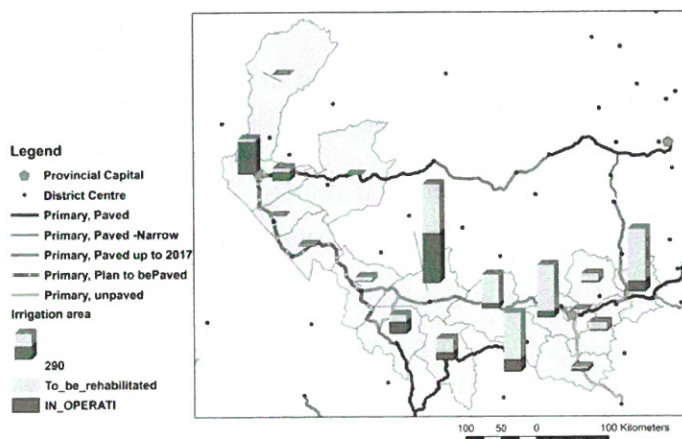 Legend
Provincial Capital
District Centre
Primary, Paved
Primary, Paved -Narrow
Primary, Paved up to 2017
Primary, Plan to bePaved
Primary, unpaved
Irrigation area
290
To_be_rehabilitated
IN_OPERATI
100 50 0 100 Kilometers